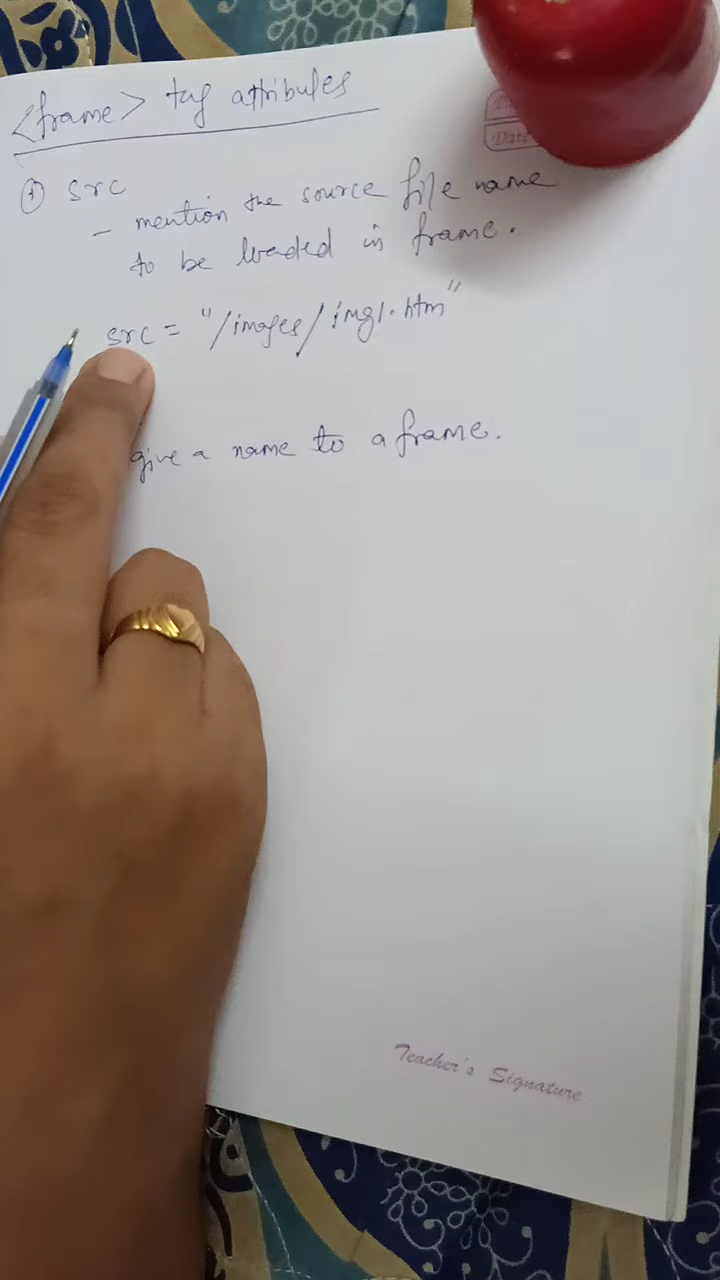 <frame> tag attributes
Date
① src
– mention the source file name
to be loaded in frame.
src = "/images/img1.htm"
give a name to a frame.
Teacher's Signature